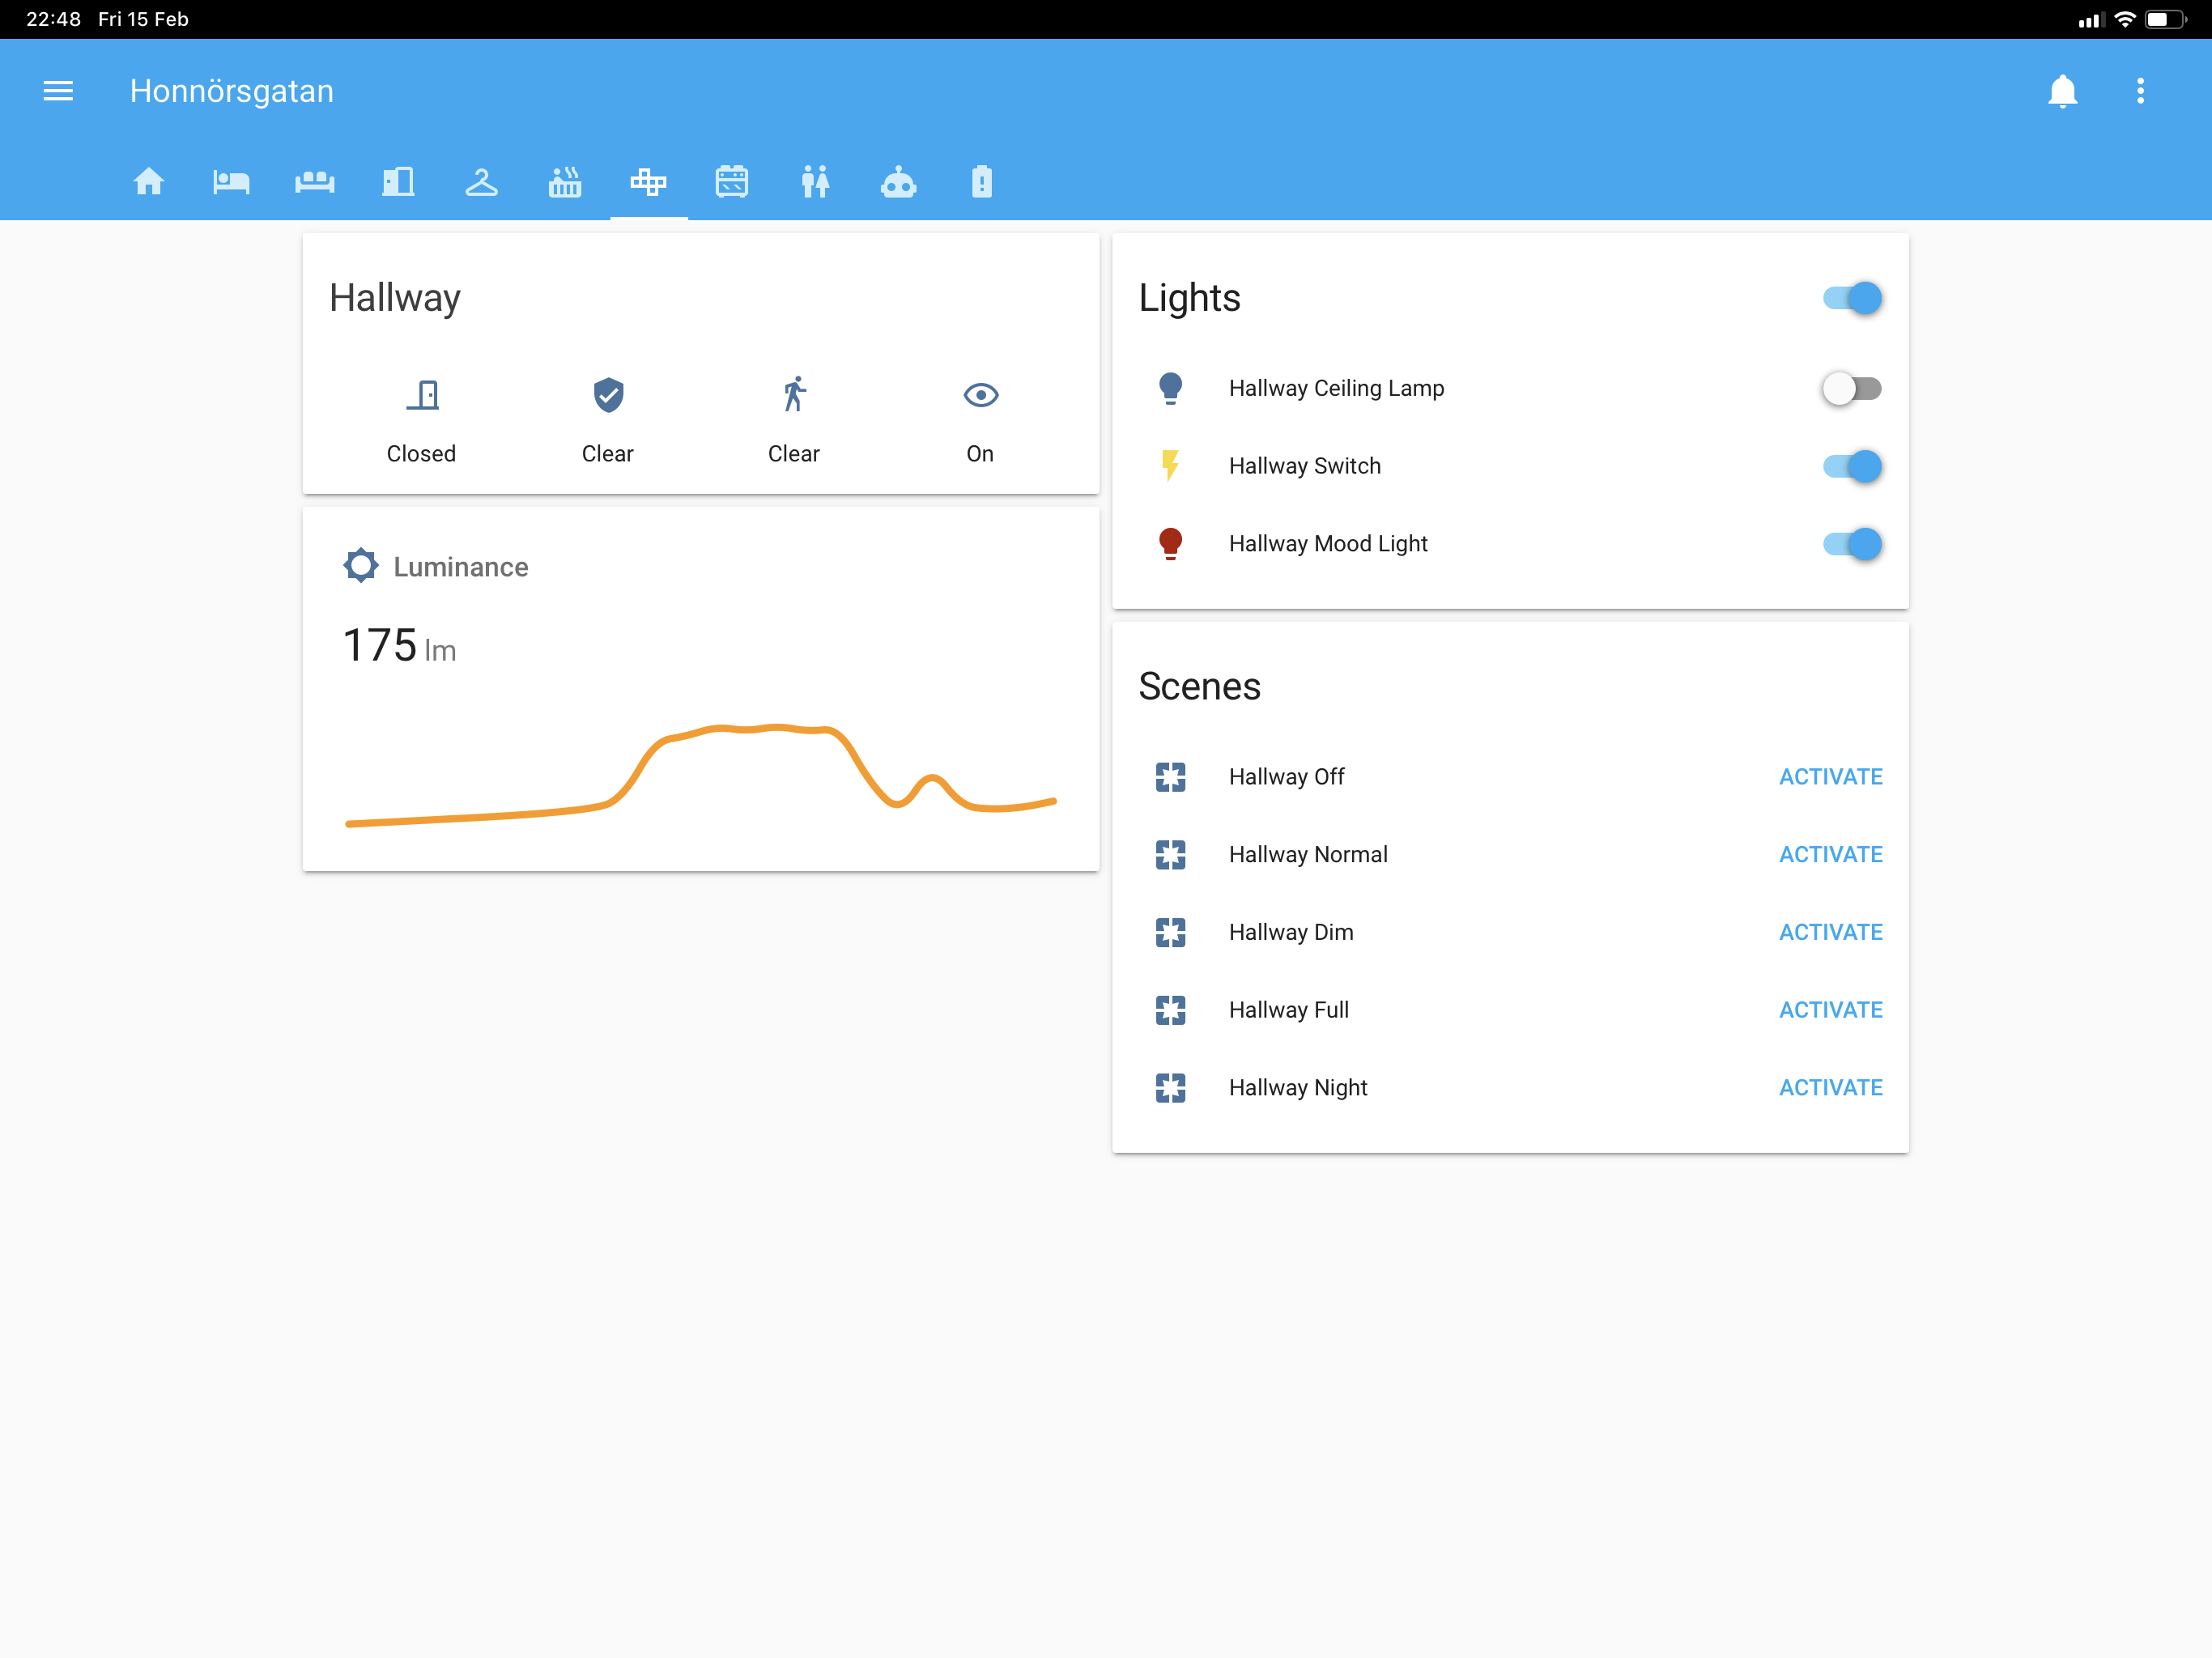 22:48 Fri 15 Feb
Honnörsgatan
Hallway
Closed Clear Clear On
Luminance
175 lm
Lights
Hallway Ceiling Lamp
Hallway Switch
Hallway Mood Light
Scenes
Hallway Off ACTIVATE
Hallway Normal ACTIVATE
Hallway Dim ACTIVATE
Hallway Full ACTIVATE
Hallway Night ACTIVATE